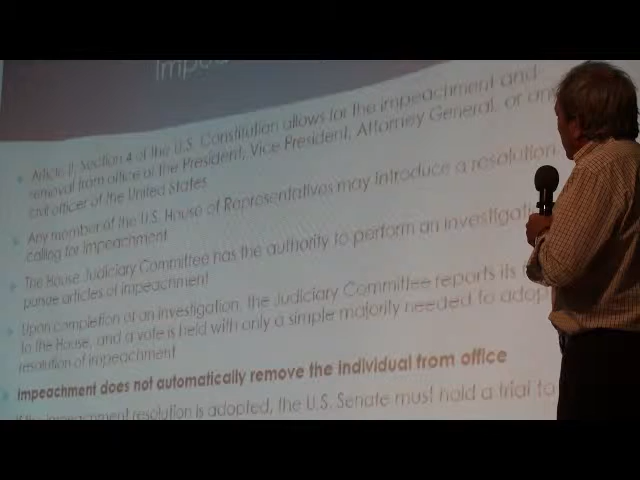 Article II, Section 4 of the U.S. Constitution allows for the impeachment and
removal from office of the President, Vice President, Attorney General, or any
civil officer of the United States
Any member of the U.S. House of Representatives may introduce a resolution
calling for impeachment
The House Judiciary Committee has the authority to perform an
pursue articles of impeachment
Upon completion of an investigation, the Judiciary Committee reports its
to the House, and a vote is held with only a simple majority needed to
resolution of impeachment
Impeachment does not automatically remove the individual from office
impeachment resolution is adopted, the U.S. Senate must hold a trial to